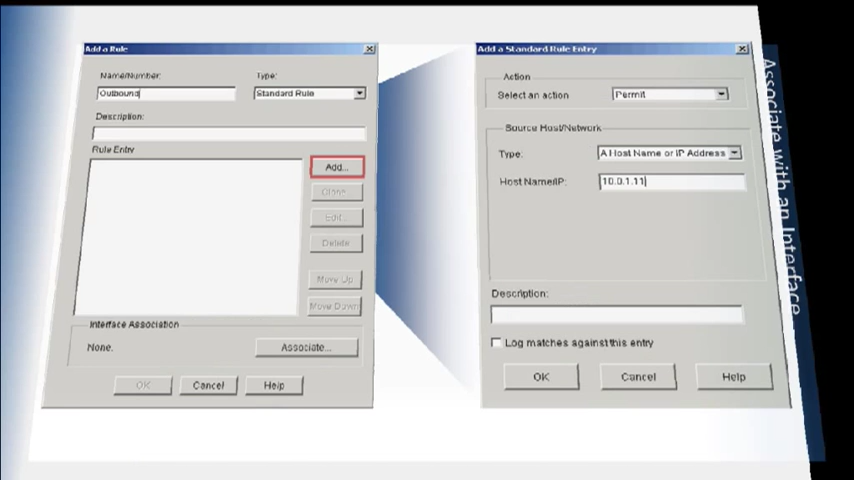 Add a Rule
Name/Number:
Type:
Outbound
Standard Rule
Description:
Rule Entry
Add...
Clone...
Edit...
Delete
Move Up
Move Down
Interface Association
None.
Associate...
OK
Cancel
Help
Add a Standard Rule Entry
Action
Select an action
Permit
Source Host/Network
Type:
A Host Name or IP Address
Host Name/IP:
10.0.1.11
Description:
Log matches against this entry
OK
Cancel
Help
Associate with an Interface